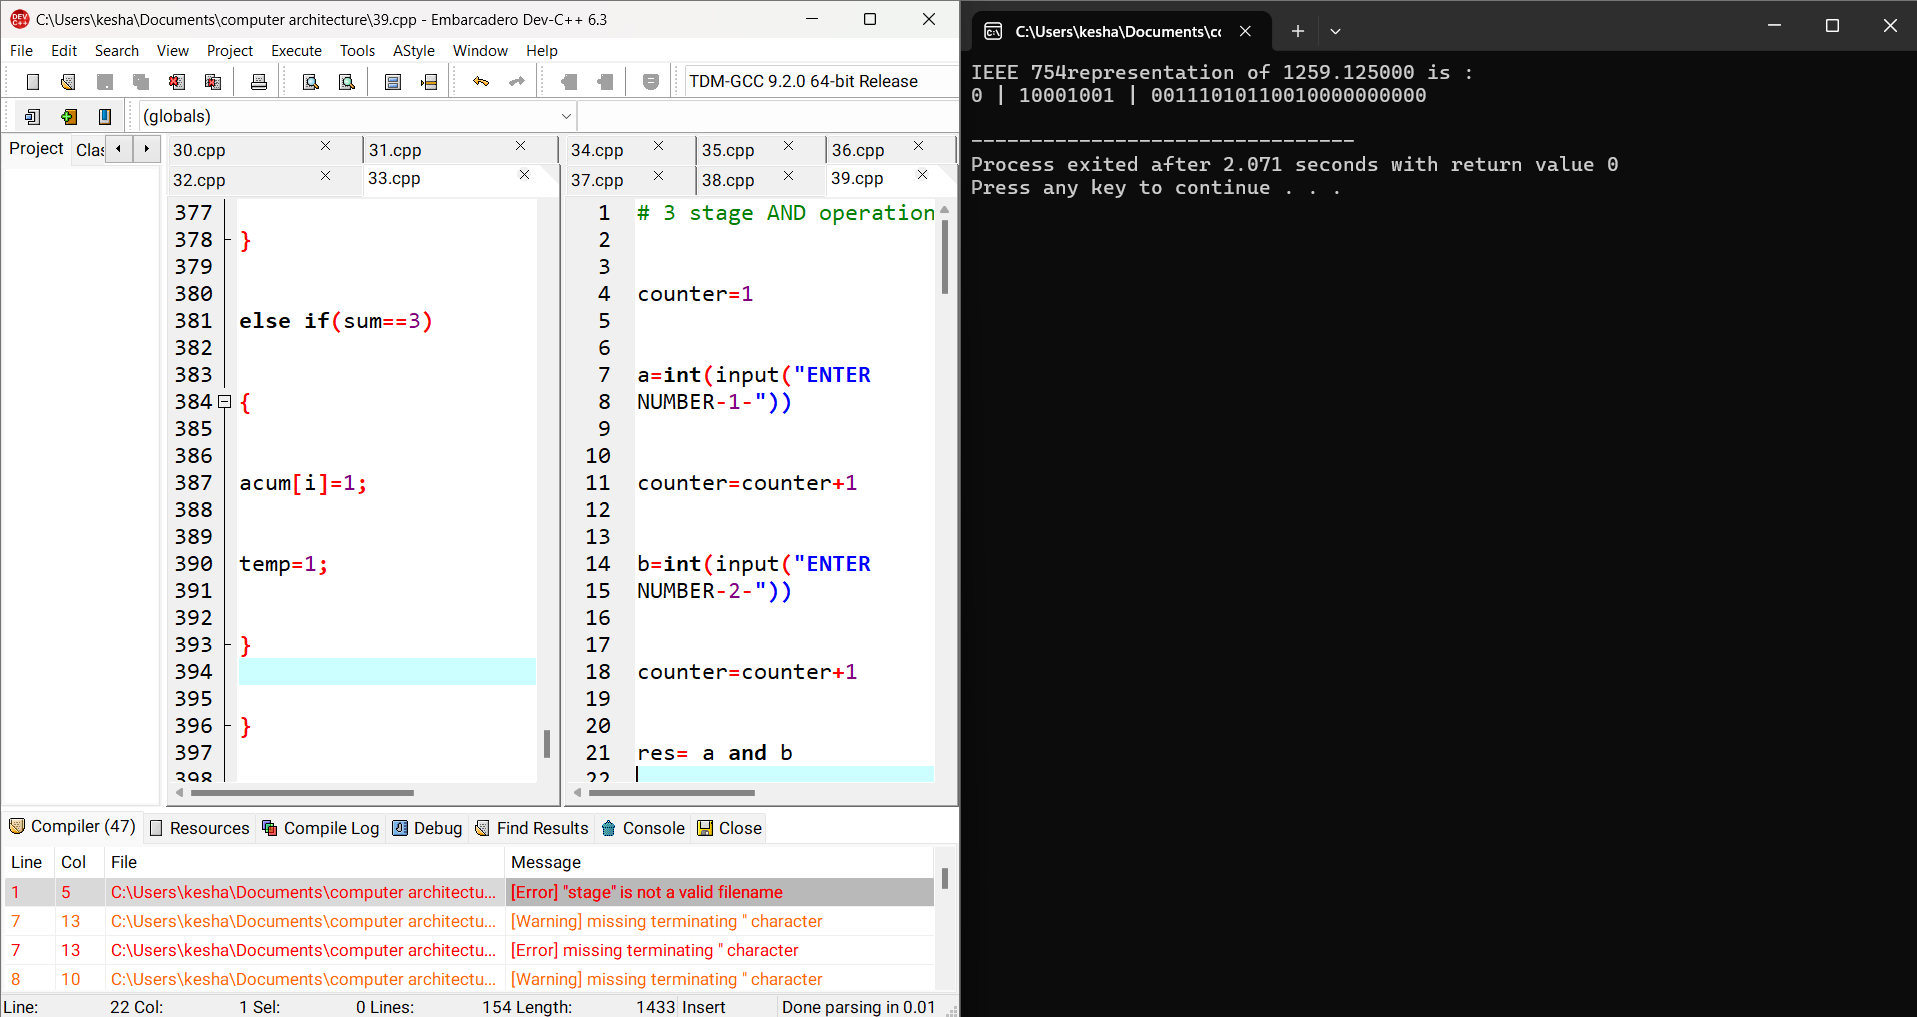 C:\Users\kesha\Documents\computer architecture\39.cpp - Embarcadero Dev-C++ 6.3
File Edit Search View Project Execute Tools AStyle Window Help
TDM-GCC 9.2.0 64-bit Release
(globals)
Project Clas
30.cpp 31.cpp
32.cpp 33.cpp
377
378 }
379
380
381 else if(sum==3)
382
383
384 {
385
386
387 acum[i]=1;
388
389
390 temp=1;
391
392
393 }
394
395
396 }
397
398
34.cpp 35.cpp 36.cpp
37.cpp 38.cpp 39.cpp
1 # 3 stage AND operation
2
3
4 counter=1
5
6
7 a=int(input("ENTER
8 NUMBER-1-"))
9
10
11 counter=counter+1
12
13
14 b=int(input("ENTER
15 NUMBER-2-"))
16
17
18 counter=counter+1
19
20
21 res= a and b
22
Compiler (47) Resources Compile Log Debug Find Results Console Close
Line Col File Message
1 5 C:\Users\kesha\Documents\computer architectu... [Error] "stage" is not a valid filename
7 13 C:\Users\kesha\Documents\computer architectu... [Warning] missing terminating " character
7 13 C:\Users\kesha\Documents\computer architectu... [Error] missing terminating " character
8 10 C:\Users\kesha\Documents\computer architectu... [Warning] missing terminating " character
Line: 22 Col: 1 Sel: 0 Lines: 154 Length: 1433 Insert Done parsing in 0.01
C:\Users\kesha\Documents\co
IEEE 754representation of 1259.125000 is :
0 | 10001001 | 00111010110010000000000
--------------------------------
Process exited after 2.071 seconds with return value 0
Press any key to continue . . .